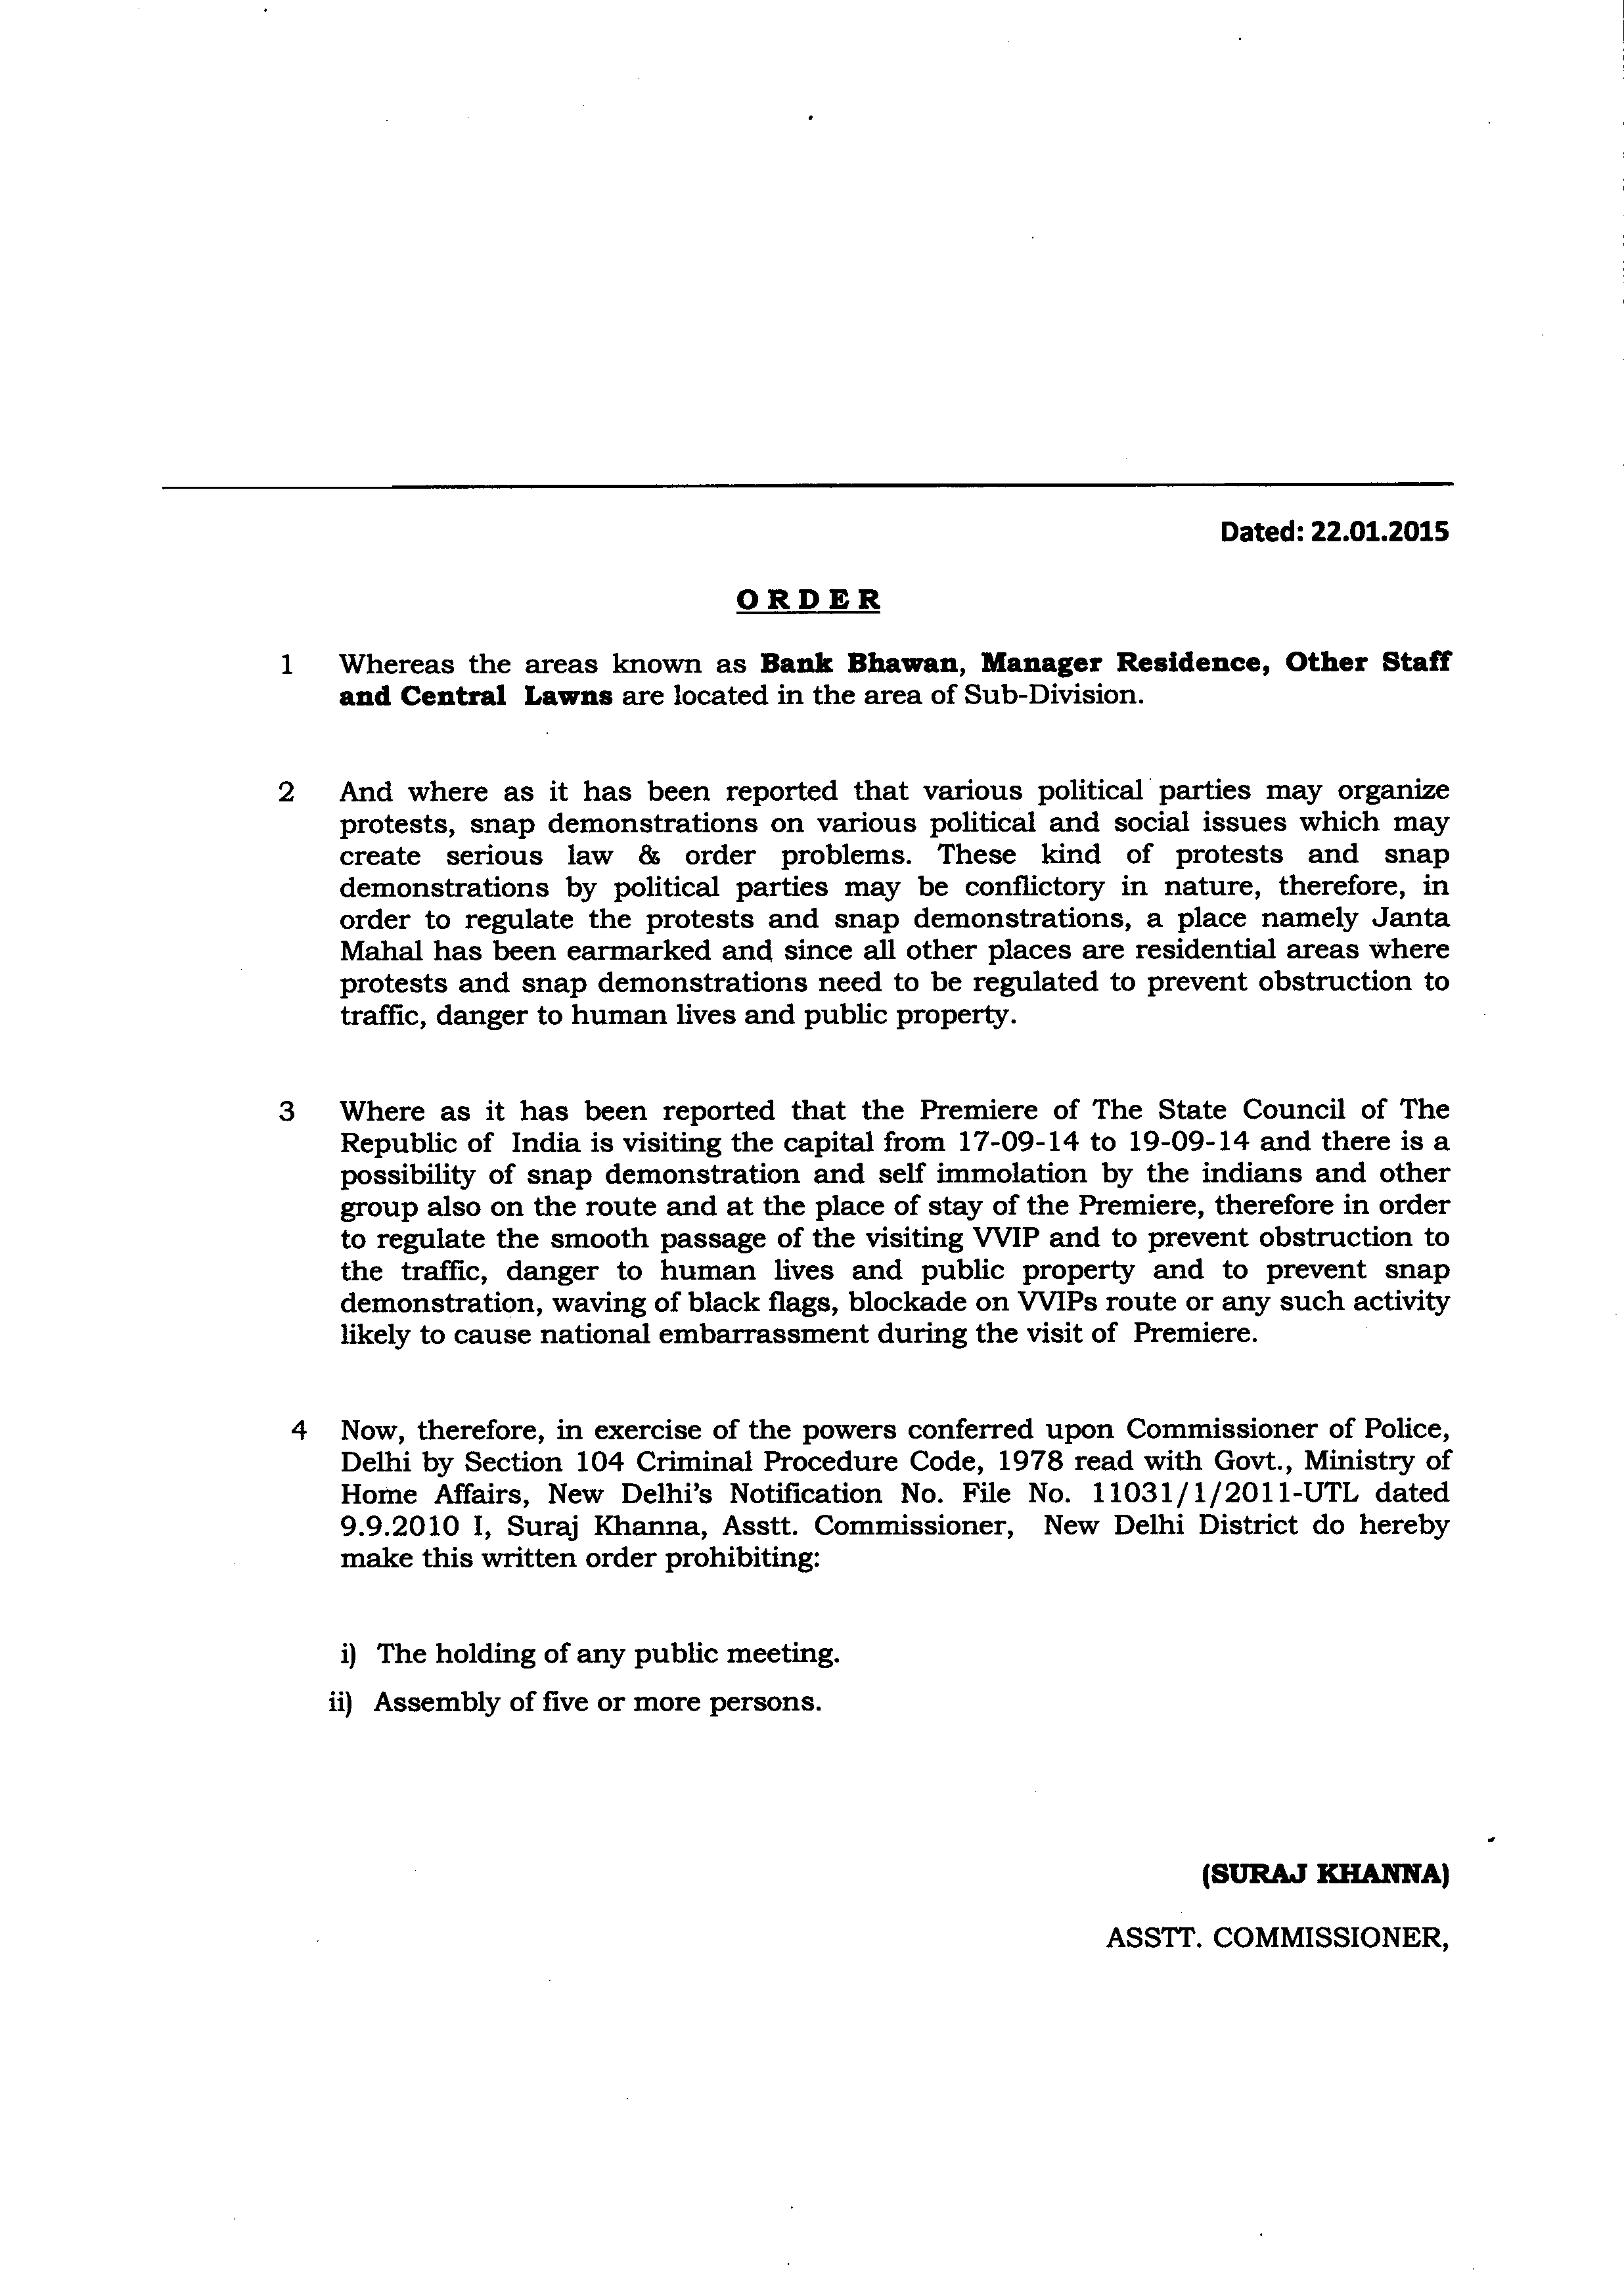 Dated: 22.01.2015
ORDER
1 Whereas the areas known as Bank Bhawan, Manager Residence, Other Staff
and Central Lawns are located in the area of Sub-Division.
2 And where as it has been reported that various political parties may organize
protests, snap demonstrations on various political and social issues which may
create serious law & order problems. These kind of protests and snap
demonstrations by political parties may be conflictory in nature, therefore, in
order to regulate the protests and snap demonstrations, a place namely Janta
Mahal has been earmarked and since all other places are residential areas where
protests and snap demonstrations need to be regulated to prevent obstruction to
traffic, danger to human lives and public property.
3 Where as it has been reported that the Premiere of The State Council of The
Republic of India is visiting the capital from 17-09-14 to 19-09-14 and there is a
possibility of snap demonstration and self immolation by the indians and other
group also on the route and at the place of stay of the Premiere, therefore in order
to regulate the smooth passage of the visiting VVIP and to prevent obstruction to
the traffic, danger to human lives and public property and to prevent snap
demonstration, waving of black flags, blockade on VVIPs route or any such activity
likely to cause national embarrassment during the visit of Premiere.
4 Now, therefore, in exercise of the powers conferred upon Commissioner of Police,
Delhi by Section 104 Criminal Procedure Code, 1978 read with Govt., Ministry of
Home Affairs, New Delhi's Notification No. File No. 11031/1/2011-UTL dated
9.9.2010 I, Suraj Khanna, Asstt. Commissioner, New Delhi District do hereby
make this written order prohibiting:
i) The holding of any public meeting.
ii) Assembly of five or more persons.
(SURAJ KHANNA)
ASSTT. COMMISSIONER,